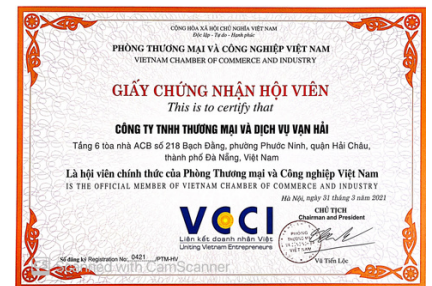 CỘNG HÒA XÃ HỘI CHỦ NGHĨA VIỆT NAM
Độc lập - Tự do - Hạnh phúc
PHÒNG THƯƠNG MẠI VÀ CÔNG NGHIỆP VIỆT NAM
VIETNAM CHAMBER OF COMMERCE AND INDUSTRY
GIẤY CHỨNG NHẬN HỘI VIÊN
This is to certify that
CÔNG TY TNHH THƯƠNG MẠI VÀ DỊCH VỤ VẠN HẢI
Tầng 6 tòa nhà ACB số 218 Bạch Đằng, phường Phước Ninh, quận Hải Châu,
thành phố Đà Nẵng, Việt Nam
Là hội viên chính thức của Phòng Thương mại và Công nghiệp Việt Nam
IS THE OFFICIAL MEMBER OF VIETNAM CHAMBER OF COMMERCE AND INDUSTRY
Hà Nội, ngày 31 tháng 3 năm 2021
CHỦ TỊCH
Chairman and President
VCCI
Liên kết doanh nhân Việt
Uniting Vietnam Entrepreneurs
PHÒNG
THƯƠNG MẠI
Vũ Tiến Lộc
Số đăng ký Registration No: 0421 /PTM-HV
Scanned with CamScanner